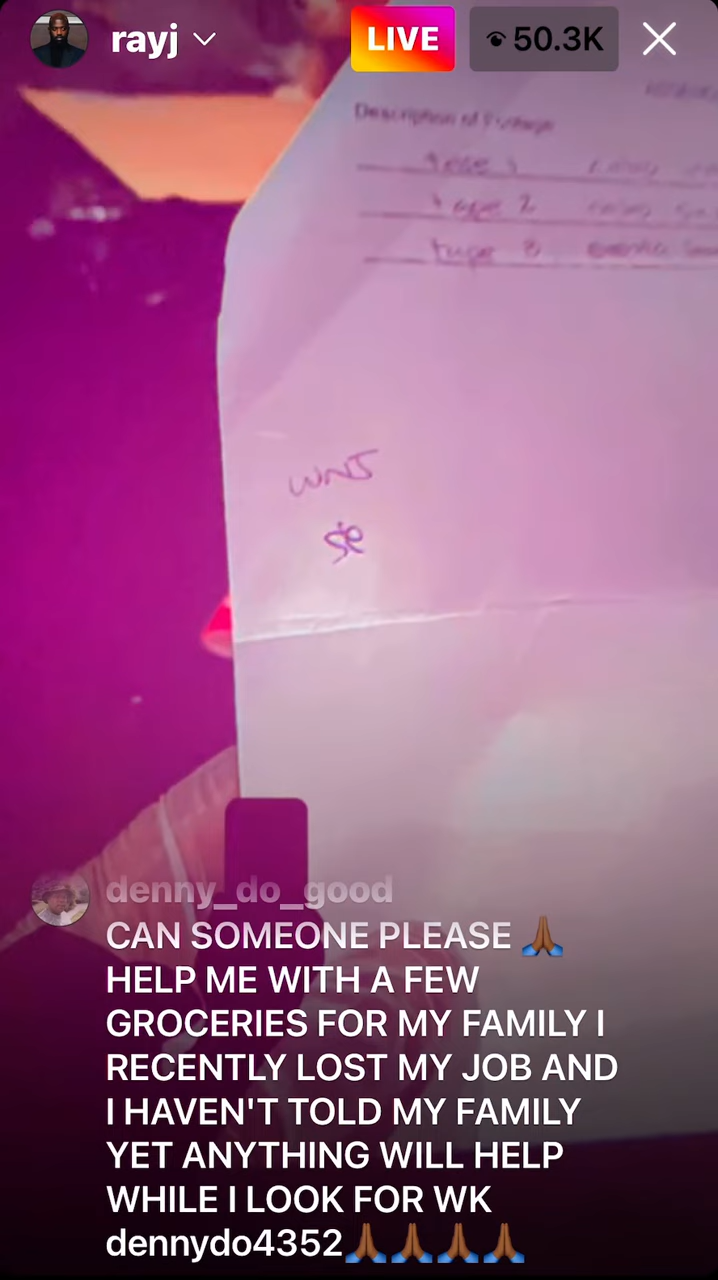 rayj
LIVE
50.3K
Description of Footage
tape 1
tape 2
tape 3
denny_do_good
CAN SOMEONE PLEASE 🙏🏾
HELP ME WITH A FEW
GROCERIES FOR MY FAMILY I
RECENTLY LOST MY JOB AND
I HAVEN'T TOLD MY FAMILY
YET ANYTHING WILL HELP
WHILE I LOOK FOR WK
dennydo4352🙏🏾🙏🏾🙏🏾🙏🏾